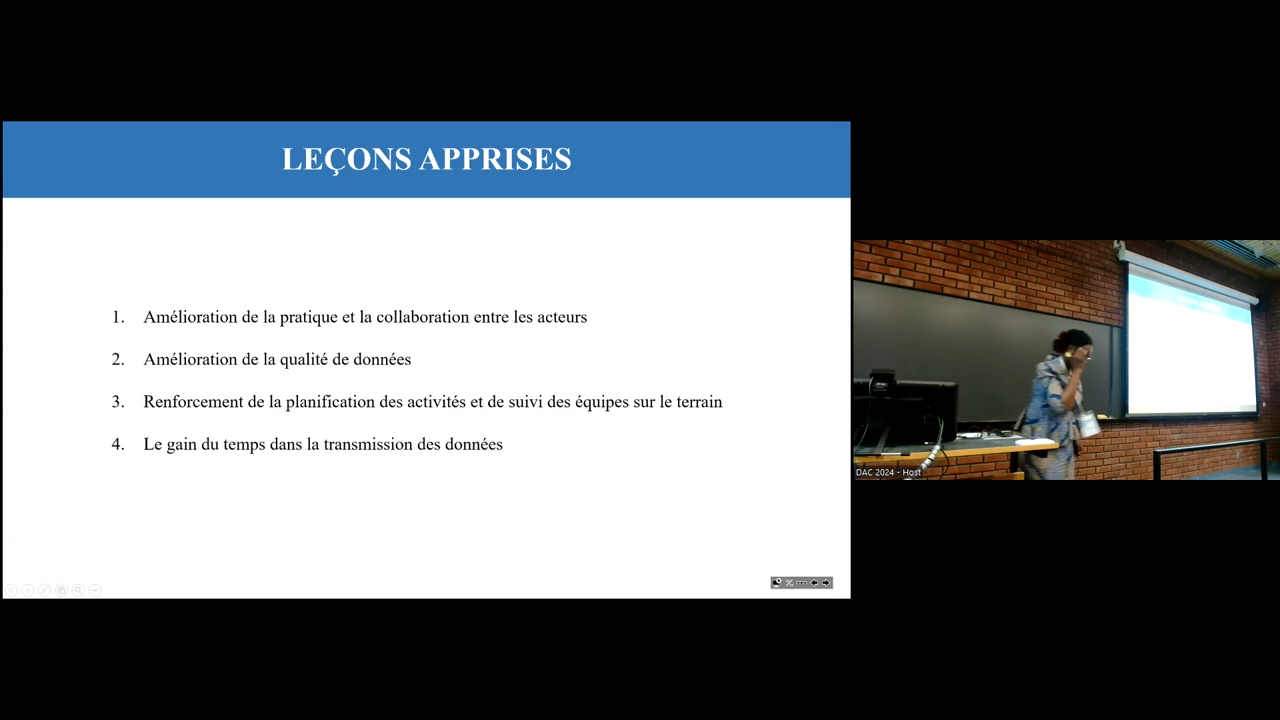 LEÇONS APPRISES
1. Amélioration de la pratique et la collaboration entre les acteurs
2. Amélioration de la qualité de données
3. Renforcement de la planification des activités et de suivi des équipes sur le terrain
4. Le gain du temps dans la transmission des données
DAC 2024 - Host